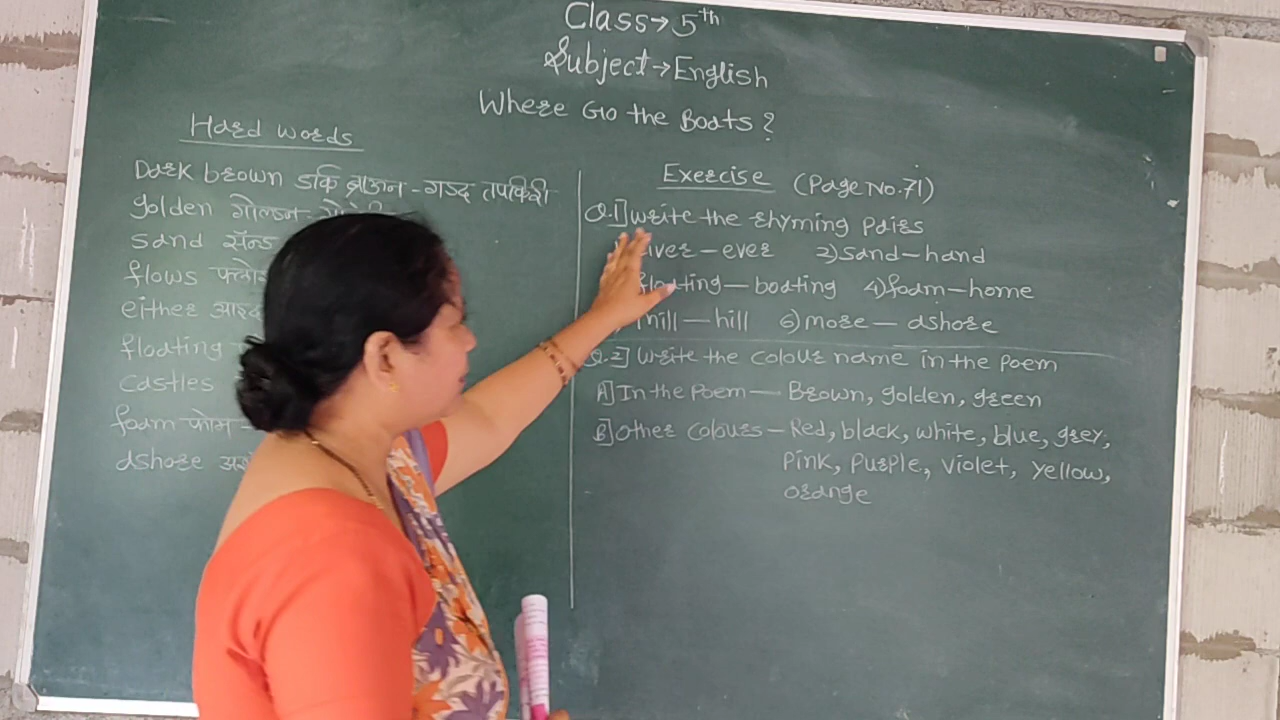 Class→5th
Subject→English
Where Go the Boats?
Hard words
Dark brown डार्क ब्राऊन - गडद तपकिरी
golden गोल्डन
sand सॅन्ड
flows
either
floating
castles
foam फोम -
ashore
Exercise (Page No. 71)
Q.1] write the rhyming pairs
river - ever 2) sand - hand
floating - boating 4) foam - home
mill - hill 6) more - ashore
Q.2] Write the colour name in the poem
A] In the Poem - Brown, golden, green
B] Other colours - Red, black, white, blue, grey,
Pink, purple, violet, yellow,
orange